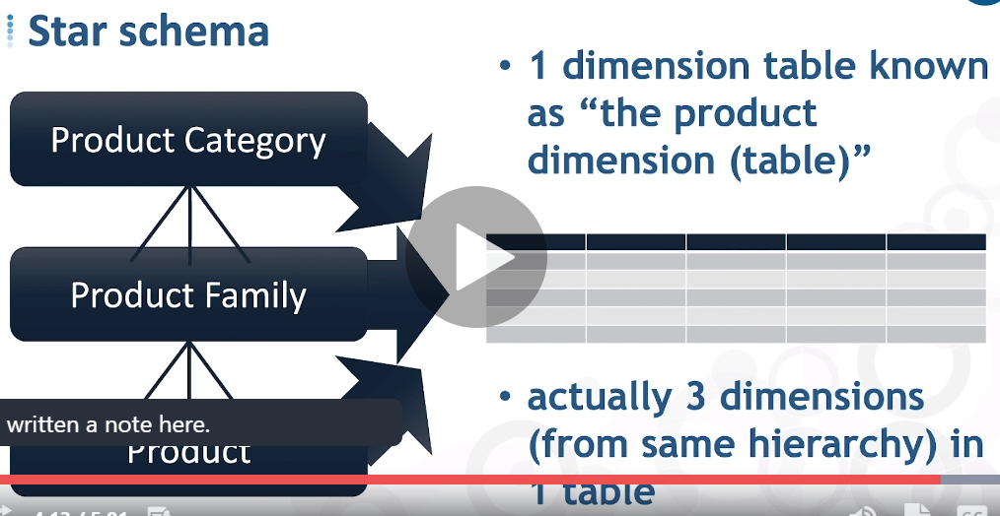 Star schema
Product Category
Product Family
written a note here.
Product
• 1 dimension table known
as “the product
dimension (table)”
• actually 3 dimensions
(from same hierarchy) in
1 table